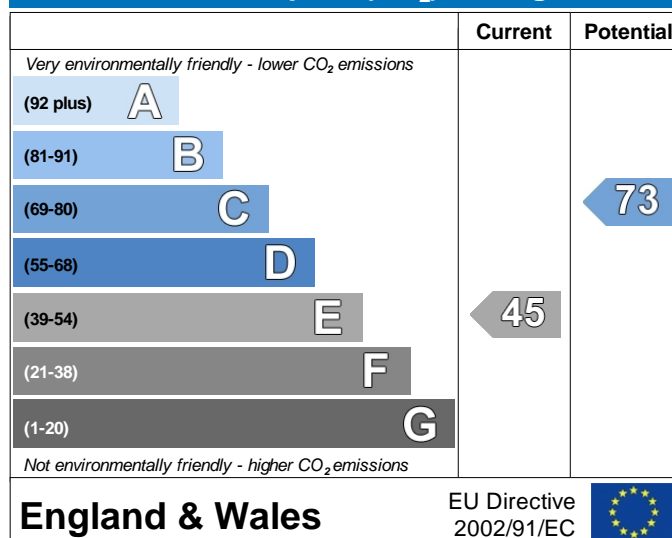 Current Potential
Very environmentally friendly - lower CO₂ emissions
(92 plus) A
(81-91) B
(69-80) C 73
(55-68) D
(39-54) E 45
(21-38) F
(1-20) G
Not environmentally friendly - higher CO₂ emissions
England & Wales
EU Directive
2002/91/EC